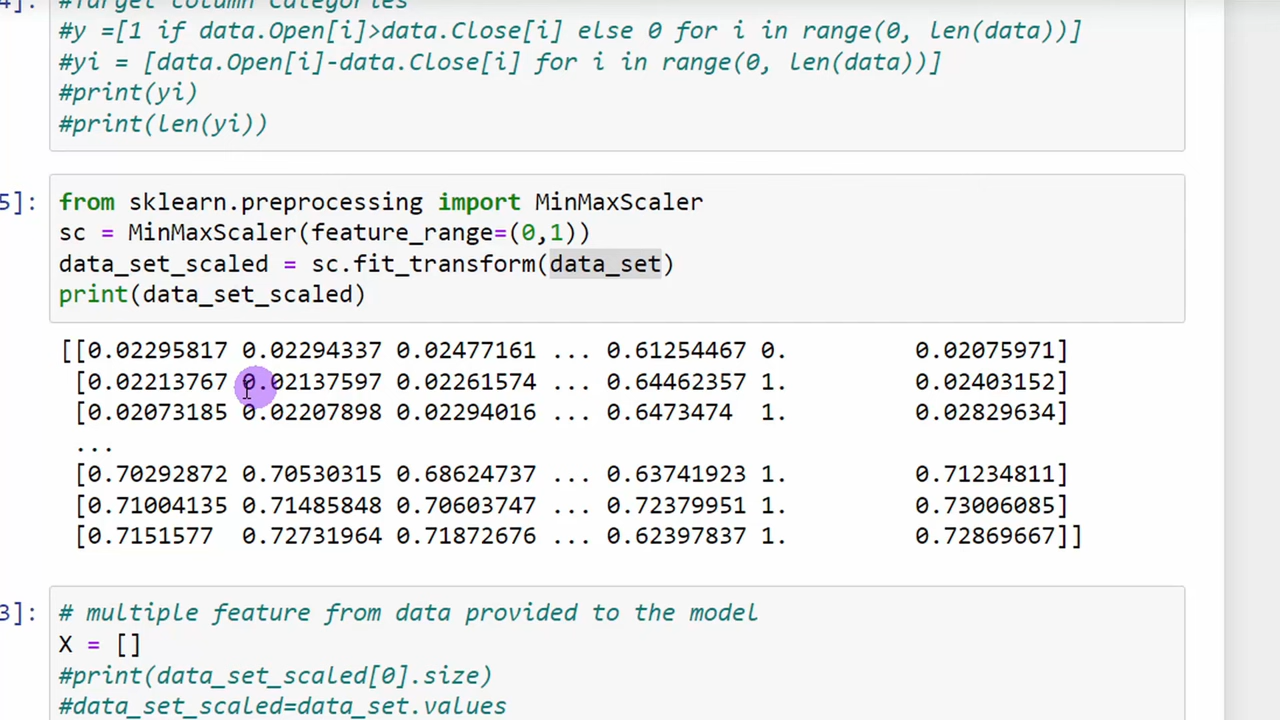 4]: #Target column Categories
#y =[1 if data.Open[i]>data.Close[i] else 0 for i in range(0, len(data))]
#yi = [data.Open[i]-data.Close[i] for i in range(0, len(data))]
#print(yi)
#print(len(yi))
5]: from sklearn.preprocessing import MinMaxScaler
sc = MinMaxScaler(feature_range=(0,1))
data_set_scaled = sc.fit_transform(data_set)
print(data_set_scaled)
[[0.02295817 0.02294337 0.02477161 ... 0.61254467 0. 0.02075971]
[0.02213767 0.02137597 0.02261574 ... 0.64462357 1. 0.02403152]
[0.02073185 0.02207898 0.02294016 ... 0.6473474 1. 0.02829634]
...
[0.70292872 0.70530315 0.68624737 ... 0.63741923 1. 0.71234811]
[0.71004135 0.71485848 0.70603747 ... 0.72379951 1. 0.73006085]
[0.7151577 0.72731964 0.71872676 ... 0.62397837 1. 0.72869667]]
3]: # multiple feature from data provided to the model
X = []
#print(data_set_scaled[0].size)
#data_set_scaled=data_set.values